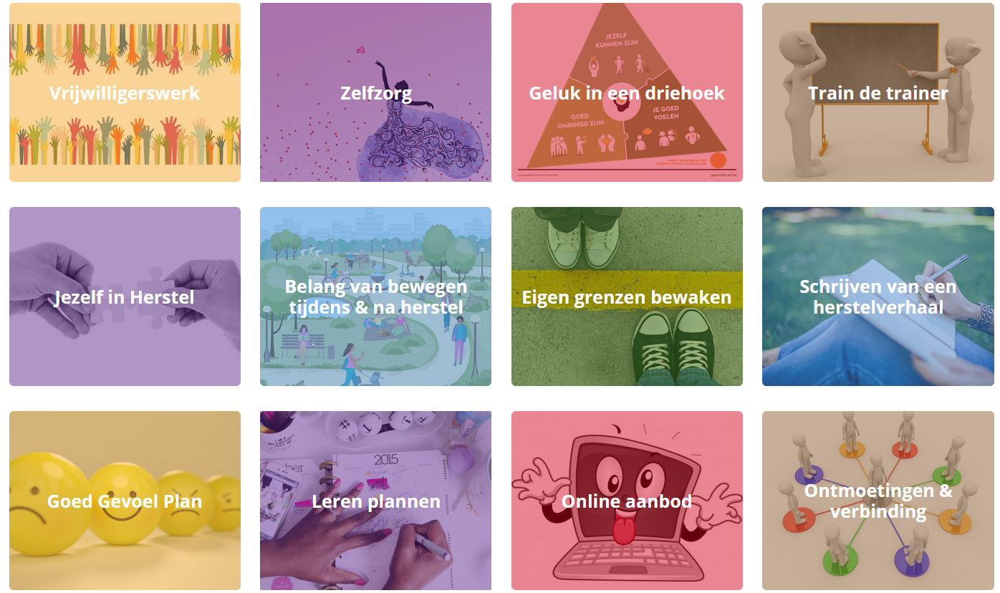 Vrijwilligerswerk
Zelfzorg
JEZELF
KUNNEN ZIJN
Geluk in een driehoek
GOED
OMRINGD ZIJN
JE GOED
VOELEN
gezondleven.be
Train de trainer
Jezelf in Herstel
Belang van bewegen
tijdens & na herstel
Eigen grenzen bewaken
Schrijven van een
herstelverhaal
Goed Gevoel Plan
2015
NOVEMBER
Leren plannen
Online aanbod
Ontmoetingen &
verbinding